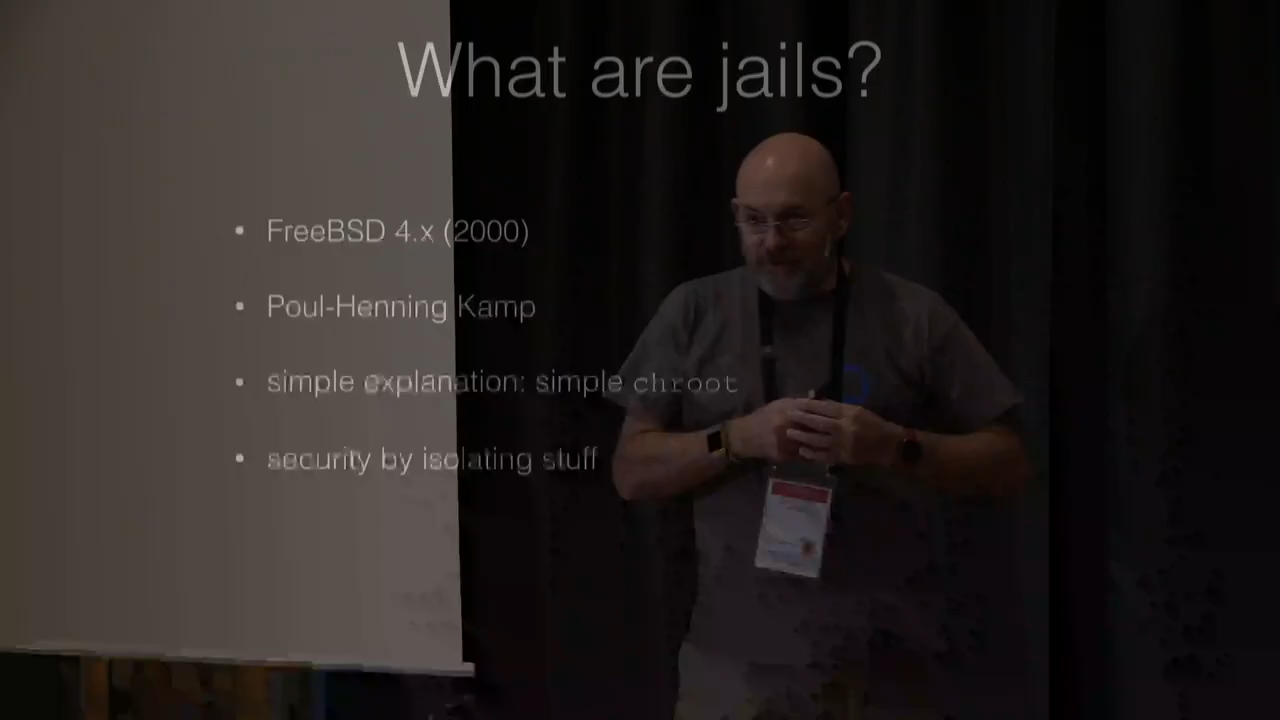 What are jails?
• FreeBSD 4.x (2000)
• Poul-Henning Kamp
• simple explanation: simple chroot
• security by isolating stuff